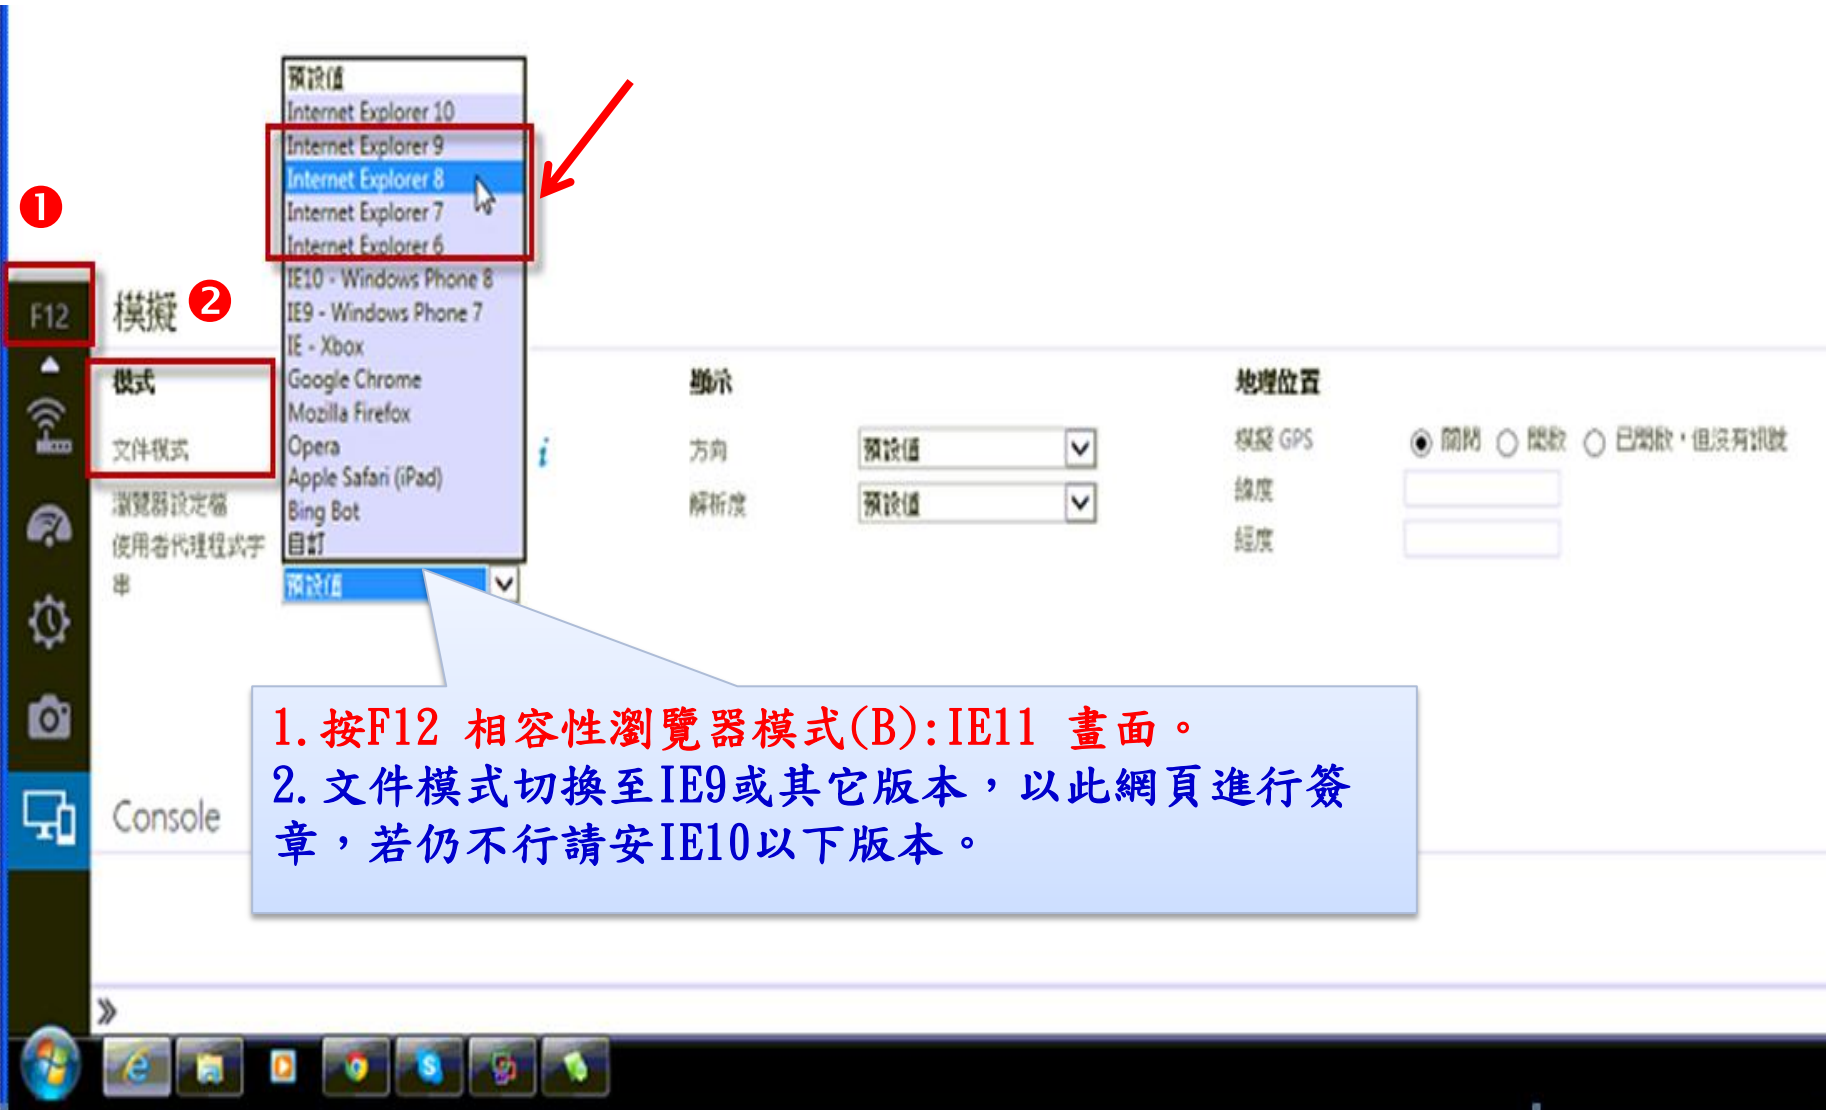 預設值
Internet Explorer 10
Internet Explorer 9
Internet Explorer 8
Internet Explorer 7
Internet Explorer 6
IE10 - Windows Phone 8
IE9 - Windows Phone 7
IE - Xbox
Google Chrome
Mozilla Firefox
Opera
Apple Safari (iPad)
Bing Bot
自訂
預設值
❶
F12
模擬 ❷
模式
文件模式
瀏覽器設定檔
使用者代理程式字
串
i
顯示
方向 預設值
解析度 預設值
地理位置
模擬 GPS 關閉 開啟 已開啟，但沒有訊號
緯度
經度
1.按F12 相容性瀏覽器模式(B):IE11 畫面。
2.文件模式切換至IE9或其它版本，以此網頁進行簽
章，若仍不行請安IE10以下版本。
Console